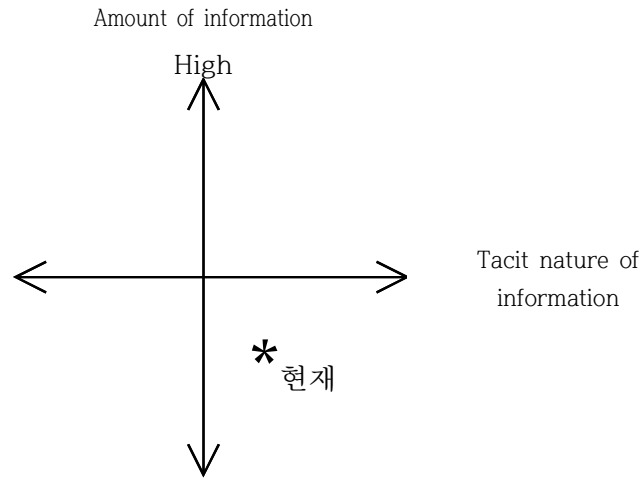 Amount of information
High
Tacit nature of
information
*현재